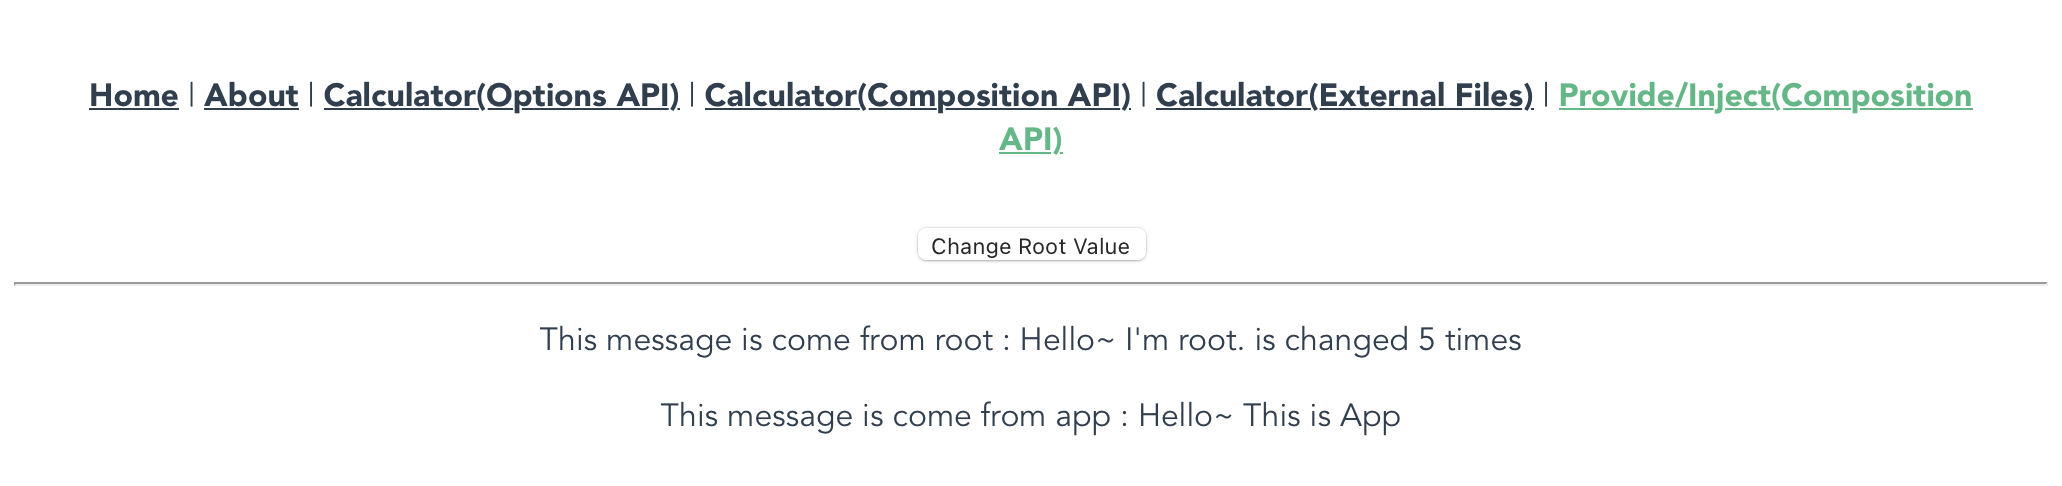 Home | About | Calculator(Options API) | Calculator(Composition API) | Calculator(External Files) | Provide/Inject(Composition
API)
Change Root Value
This message is come from root : Hello~ I'm root. is changed 5 times
This message is come from app : Hello~ This is App